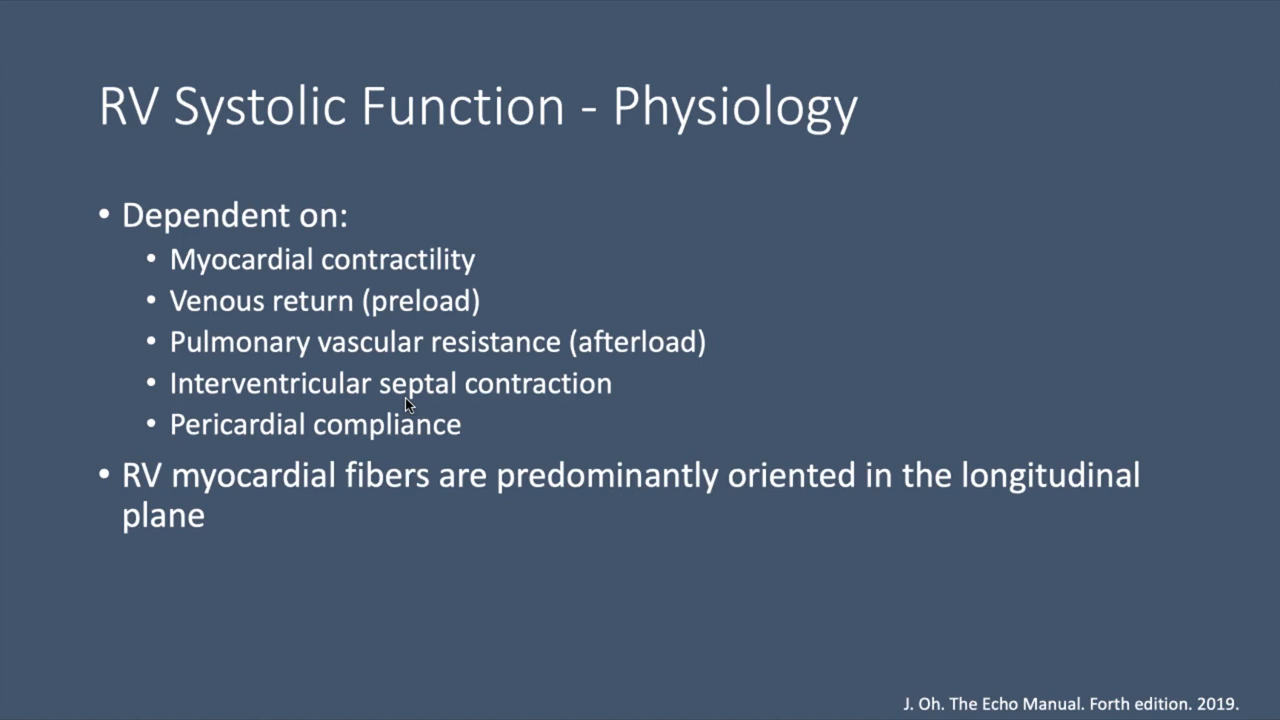 RV Systolic Function - Physiology
• Dependent on:
• Myocardial contractility
• Venous return (preload)
• Pulmonary vascular resistance (afterload)
• Interventricular septal contraction
• Pericardial compliance
• RV myocardial fibers are predominantly oriented in the longitudinal
plane
J. Oh. The Echo Manual. Forth edition. 2019.